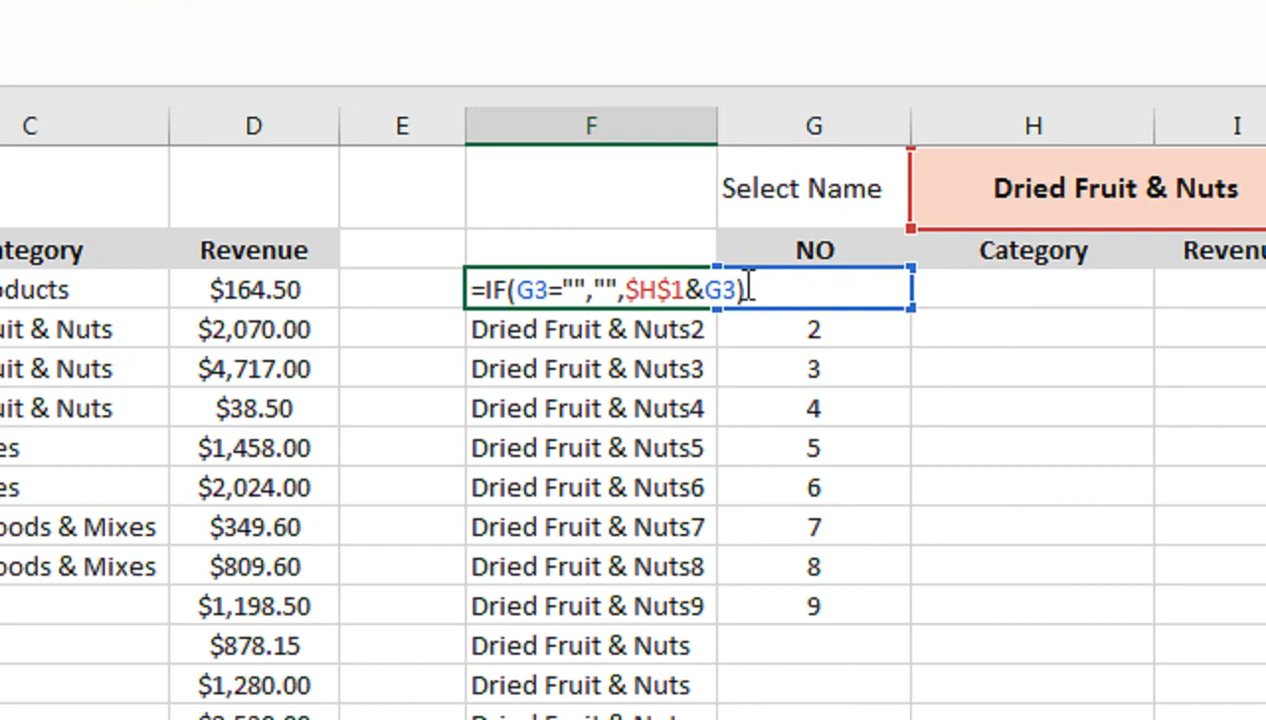 C D E F G H I
Select Name Dried Fruit & Nuts
ategory Revenue NO Category Revenu
oducts $164.50 =IF(G3="","",$H$1&G3)
uit & Nuts $2,070.00 Dried Fruit & Nuts2 2
uit & Nuts $4,717.00 Dried Fruit & Nuts3 3
uit & Nuts $38.50 Dried Fruit & Nuts4 4
es $1,458.00 Dried Fruit & Nuts5 5
es $2,024.00 Dried Fruit & Nuts6 6
oods & Mixes $349.60 Dried Fruit & Nuts7 7
oods & Mixes $809.60 Dried Fruit & Nuts8 8
$1,198.50 Dried Fruit & Nuts9 9
$878.15 Dried Fruit & Nuts
$1,280.00 Dried Fruit & Nuts